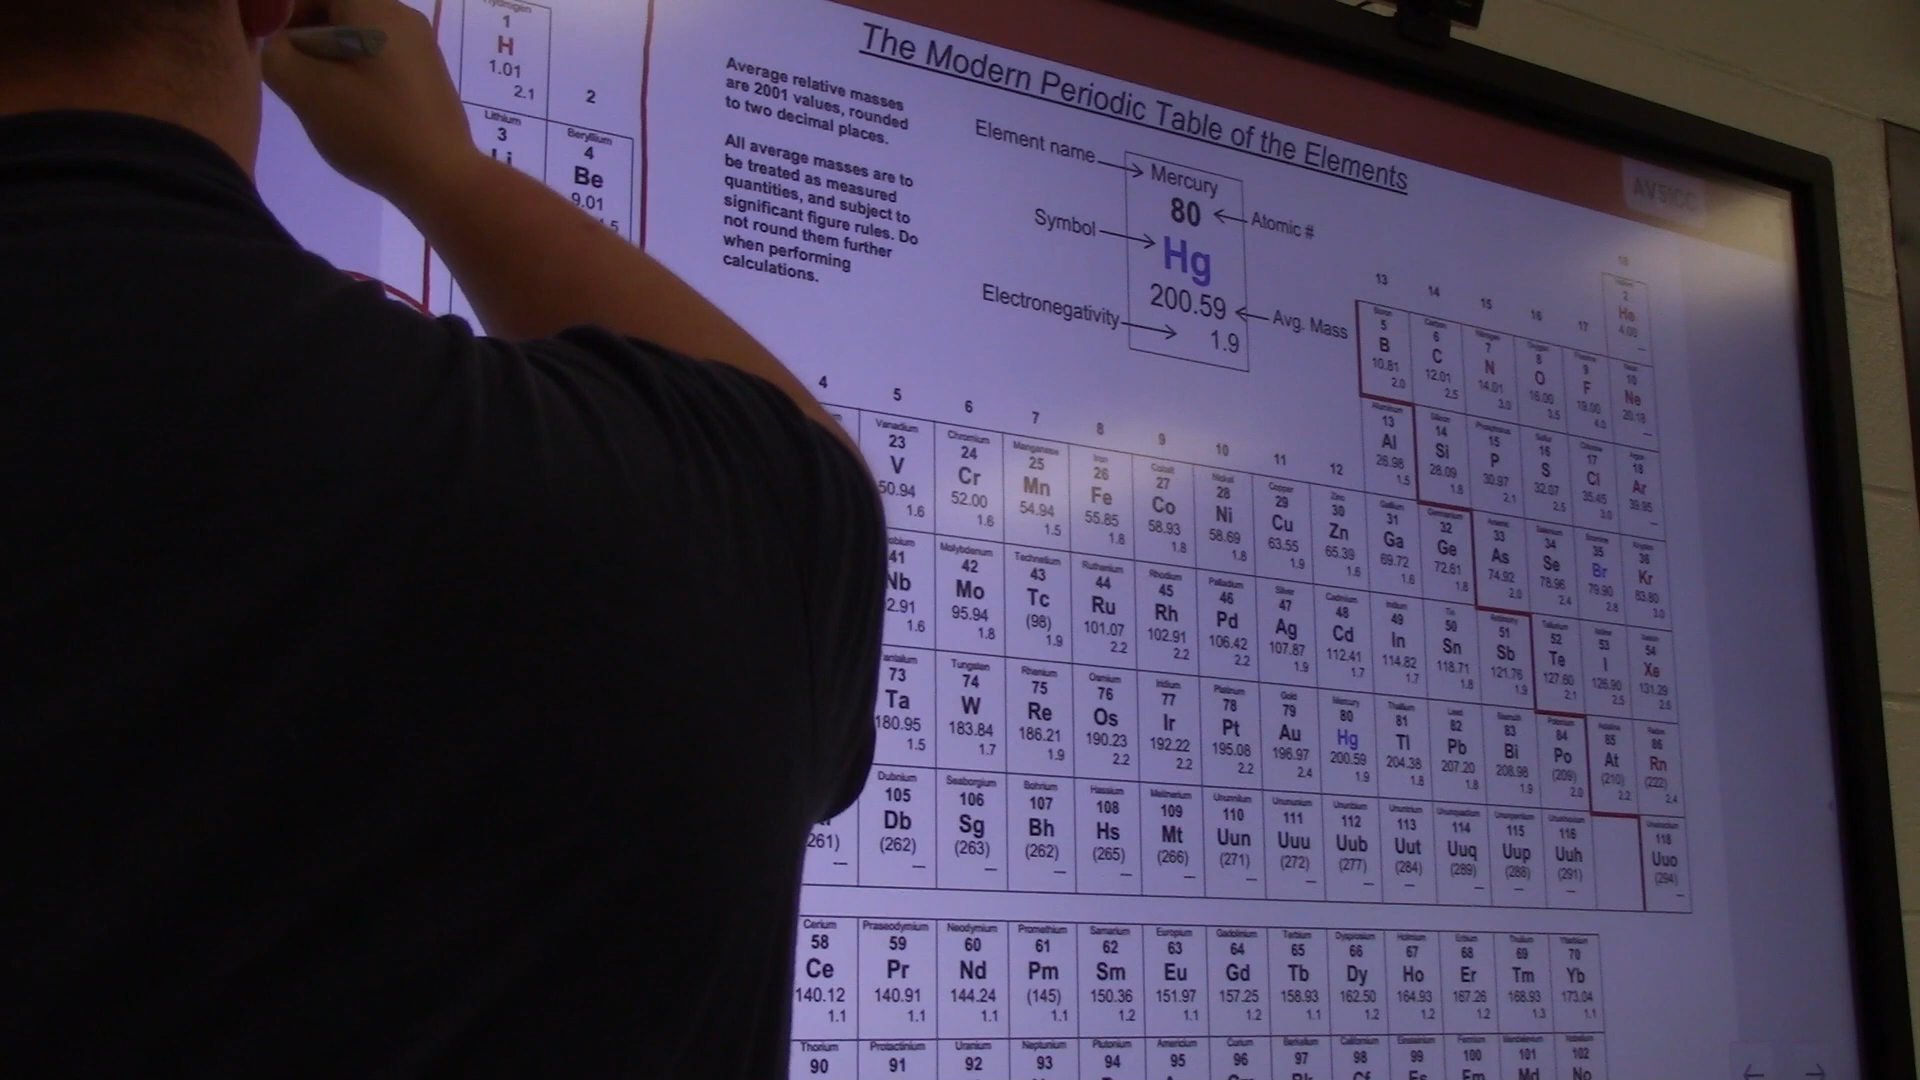 The Modern Periodic Table of the Elements
Average relative masses
are 2001 values, rounded
to two decimal places.
All average masses are to
be treated as measured
quantities, and subject to
significant figure rules. Do
not round them further
when performing
calculations.
Element name
Mercury
80
Atomic #
Symbol
Hg
200.59
Avg. Mass
Electronegativity
1.9
1
H
1.01
2.1
2
Lithium
3
Beryllium
4
Be
9.01
13 14 15 16 17
5 6 7 8 9 10 2
B C N O F Ne He
10.81 12.01 14.01 16.00 19.00 20.18 4.00
2.0 2.5 3.0 3.5 4.0
13 14 15 16 17 18
Al Si P S Cl Ar
26.98 28.09 30.97 32.07 35.45 39.95
1.5 1.8 2.1 2.5 3.0
4 5 6 7 8 9 10 11 12
Vanadium Chromium Manganese Iron Cobalt Nickel Copper Zinc Gallium Germanium
23 24 25 26 27 28 29 30 31 32 33 34 35 36
V Cr Mn Fe Co Ni Cu Zn Ga Ge As Se Br Kr
50.94 52.00 54.94 55.85 58.93 58.69 63.55 65.39 69.72 72.61 74.92 78.96 79.90 83.80
1.6 1.6 1.5 1.8 1.8 1.8 1.9 1.6 1.6 1.8 2.0 2.4 2.8 3.0
Molybdenum Technetium Ruthenium Rhodium Palladium Silver Cadmium Indium Tin Antimony Tellurium
41 42 43 44 45 46 47 48 49 50 51 52 53 54
Nb Mo Tc Ru Rh Pd Ag Cd In Sn Sb Te I Xe
2.91 95.94 (98) 101.07 102.91 106.42 107.87 112.41 114.82 118.71 121.76 127.60 126.90 131.29
1.6 1.8 1.9 2.2 2.2 2.2 1.9 1.7 1.7 1.8 1.9 2.1 2.5 2.6
Tungsten Rhenium Osmium Iridium Platinum Gold Mercury Thallium Lead Bismuth Polonium
73 74 75 76 77 78 79 80 81 82 83 84 85 86
Ta W Re Os Ir Pt Au Hg Tl Pb Bi Po At Rn
180.95 183.84 186.21 190.23 192.22 195.08 196.97 200.59 204.38 207.20 208.98 (209) (210) (222)
1.5 1.7 1.9 2.2 2.2 2.2 2.4 1.9 1.8 1.8 1.9 2.0 2.2 2.4
Dubnium Seaborgium Bohrium Hassium Meitnerium
105 106 107 108 109 110 111 112 113 114 115 116 118
Db Sg Bh Hs Mt Uun Uuu Uub Uut Uuq Uup Uuh Uuo
261) (262) (263) (262) (265) (266) (271) (272) (277) (284) (289) (288) (291) (294)
Cerium Praseodymium Neodymium Promethium Samarium Europium Gadolinium Terbium Dysprosium Holmium Erbium Thulium Ytterbium
58 59 60 61 62 63 64 65 66 67 68 69 70
Ce Pr Nd Pm Sm Eu Gd Tb Dy Ho Er Tm Yb
140.12 140.91 144.24 (145) 150.36 151.97 157.25 158.93 162.50 164.93 167.26 168.93 173.04
1.1 1.1 1.1 1.1 1.2 1.1 1.2 1.1 1.2 1.2 1.2 1.3 1.1
Thorium Protactinium Uranium Neptunium Plutonium Americium Curium Berkelium Californium Einsteinium Fermium Mendelevium Nobelium
90 91 92 93 94 95 96 97 98 99 100 101 102